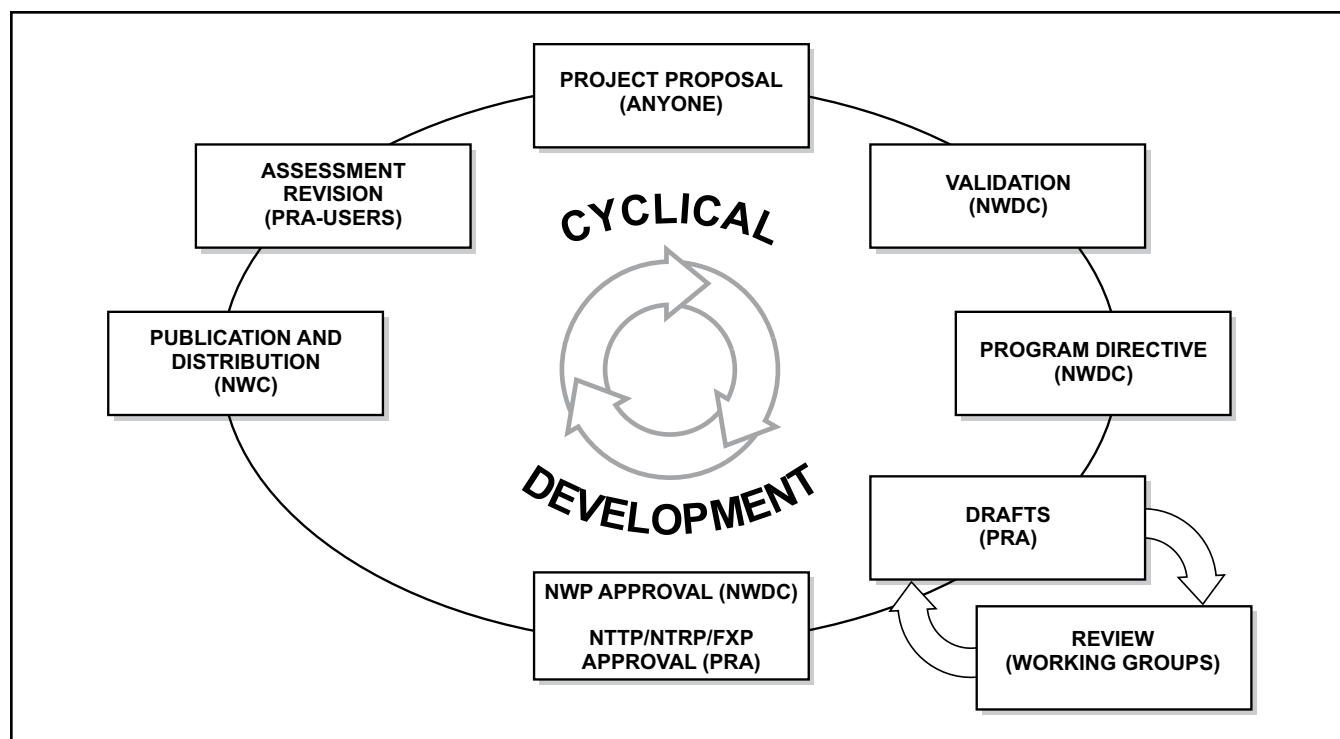 PROJECT PROPOSAL
(ANYONE)
ASSESSMENT
REVISION
(PRA-USERS)
VALIDATION
(NWDC)
CYCLICAL
PUBLICATION AND
DISTRIBUTION
(NWC)
PROGRAM DIRECTIVE
(NWDC)
DEVELOPMENT
DRAFTS
(PRA)
NWP APPROVAL (NWDC)
NTTP/NTRP/FXP
APPROVAL (PRA)
REVIEW
(WORKING GROUPS)